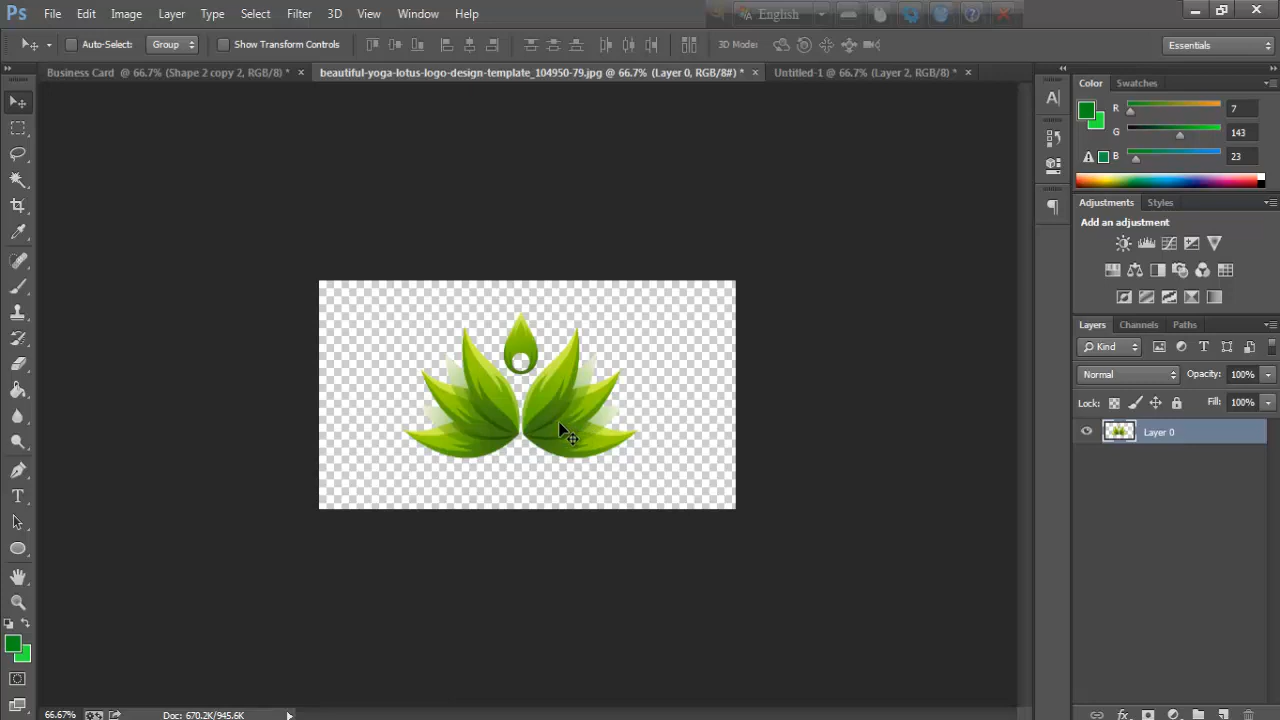 Ps File Edit Image Layer Type Select Filter 3D View Window Help English
Auto-Select: Group Show Transform Controls 3D Mode: Essentials
Business Card @ 66.7% (Shape 2 copy 2, RGB/8) * × beautiful-yoga-lotus-logo-design-template_104950-79.jpg @ 66.7% (Layer 0, RGB/8#) * × Untitled-1 @ 66.7% (Layer 2, RGB/8) * ×
Color Swatches
R 7
G 143
B 23
Adjustments Styles
Add an adjustment
Layers Channels Paths
Kind
Normal Opacity: 100%
Lock: Fill: 100%
Layer 0
66.67% Doc: 670.2K/945.6K